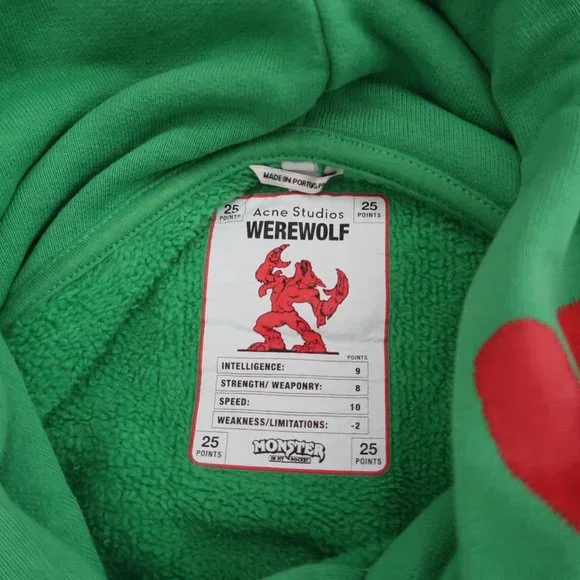 MADE IN PORTUGAL
25 POINTS
Acne Studios
25 POINTS
WEREWOLF
POINTS
INTELLIGENCE: 9
STRENGTH/ WEAPONRY: 8
SPEED: 10
WEAKNESS/LIMITATIONS: -2
25 POINTS
MONSTER
IN MY POCKET
25 POINTS